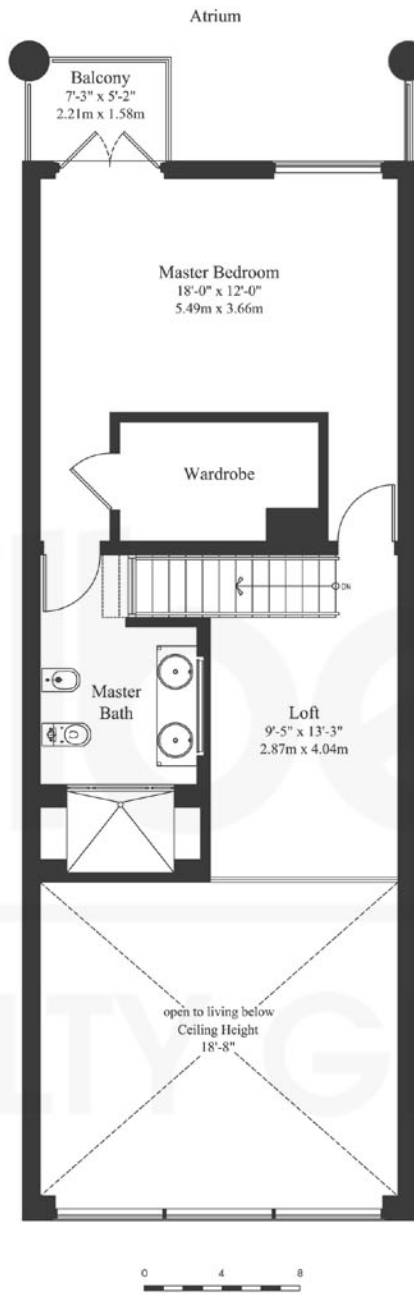 Atrium
Balcony
7'-3" x 5'-2"
2.21m x 1.58m
Master Bedroom
18'-0" x 12'-0"
5.49m x 3.66m
Wardrobe
DN
Master
Bath
Loft
9'-5" x 13'-3"
2.87m x 4.04m
open to living below
Ceiling Height
18'-8"
LTY G
0 4 8